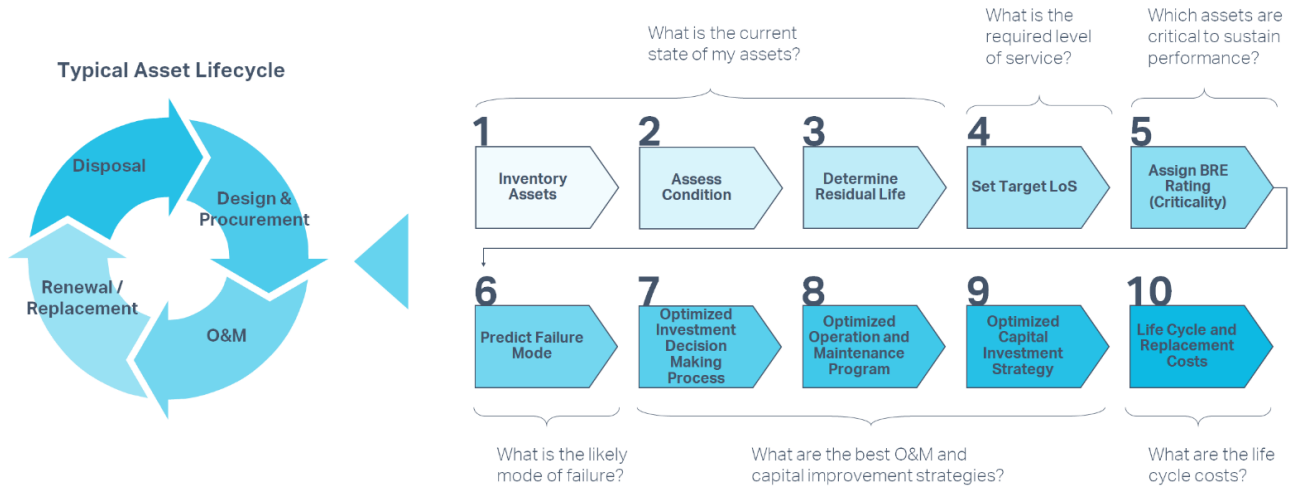 Typical Asset Lifecycle
Disposal
Design &
Procurement
O&M
Renewal /
Replacement
What is the current
state of my assets?
What is the
required level
of service?
Which assets are
critical to sustain
performance?
1
Inventory
Assets
2
Assess
Condition
3
Determine
Residual Life
4
Set Target LoS
5
Assign BRE
Rating
(Criticality)
6
Predict Failure
Mode
7
Optimized
Investment
Decision
Making
Process
8
Optimized
Operation and
Maintenance
Program
9
Optimized
Capital
Investment
Strategy
10
Life Cycle and
Replacement
Costs
What is the likely
mode of failure?
What are the best O&M and
capital improvement strategies?
What are the life
cycle costs?